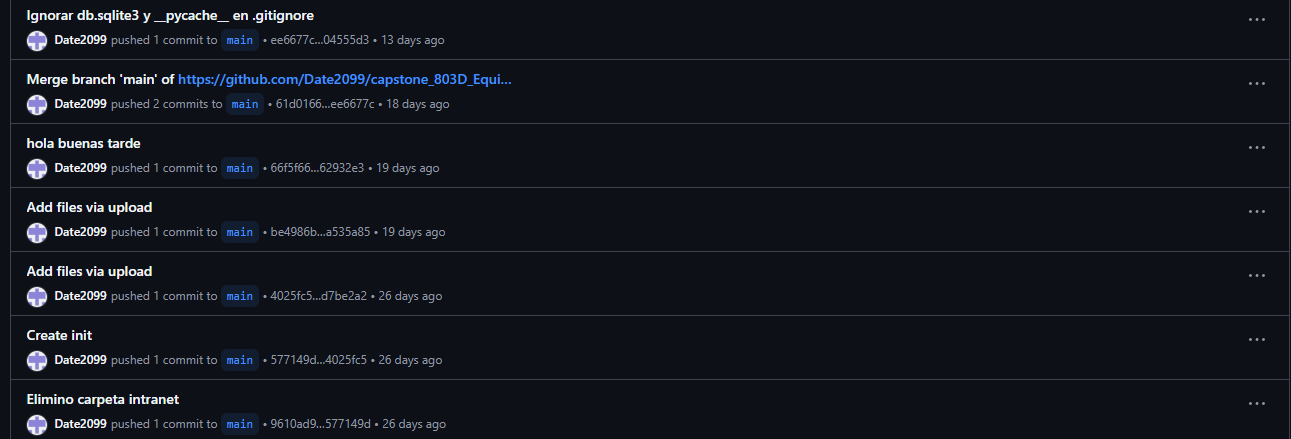 Ignorar db.sqlite3 y __pycache__ en .gitignore
Date2099 pushed 1 commit to main • ee6677c...04555d3 • 13 days ago
Merge branch 'main' of https://github.com/Date2099/capstone_803D_Equi...
Date2099 pushed 2 commits to main • 61d0166...ee6677c • 18 days ago
hola buenas tarde
Date2099 pushed 1 commit to main • 66f5f66...62932e3 • 19 days ago
Add files via upload
Date2099 pushed 1 commit to main • be4986b...a535a85 • 19 days ago
Add files via upload
Date2099 pushed 1 commit to main • 4025fc5...d7be2a2 • 26 days ago
Create init
Date2099 pushed 1 commit to main • 577149d...4025fc5 • 26 days ago
Elimino carpeta intranet
Date2099 pushed 1 commit to main • 9610ad9...577149d • 26 days ago